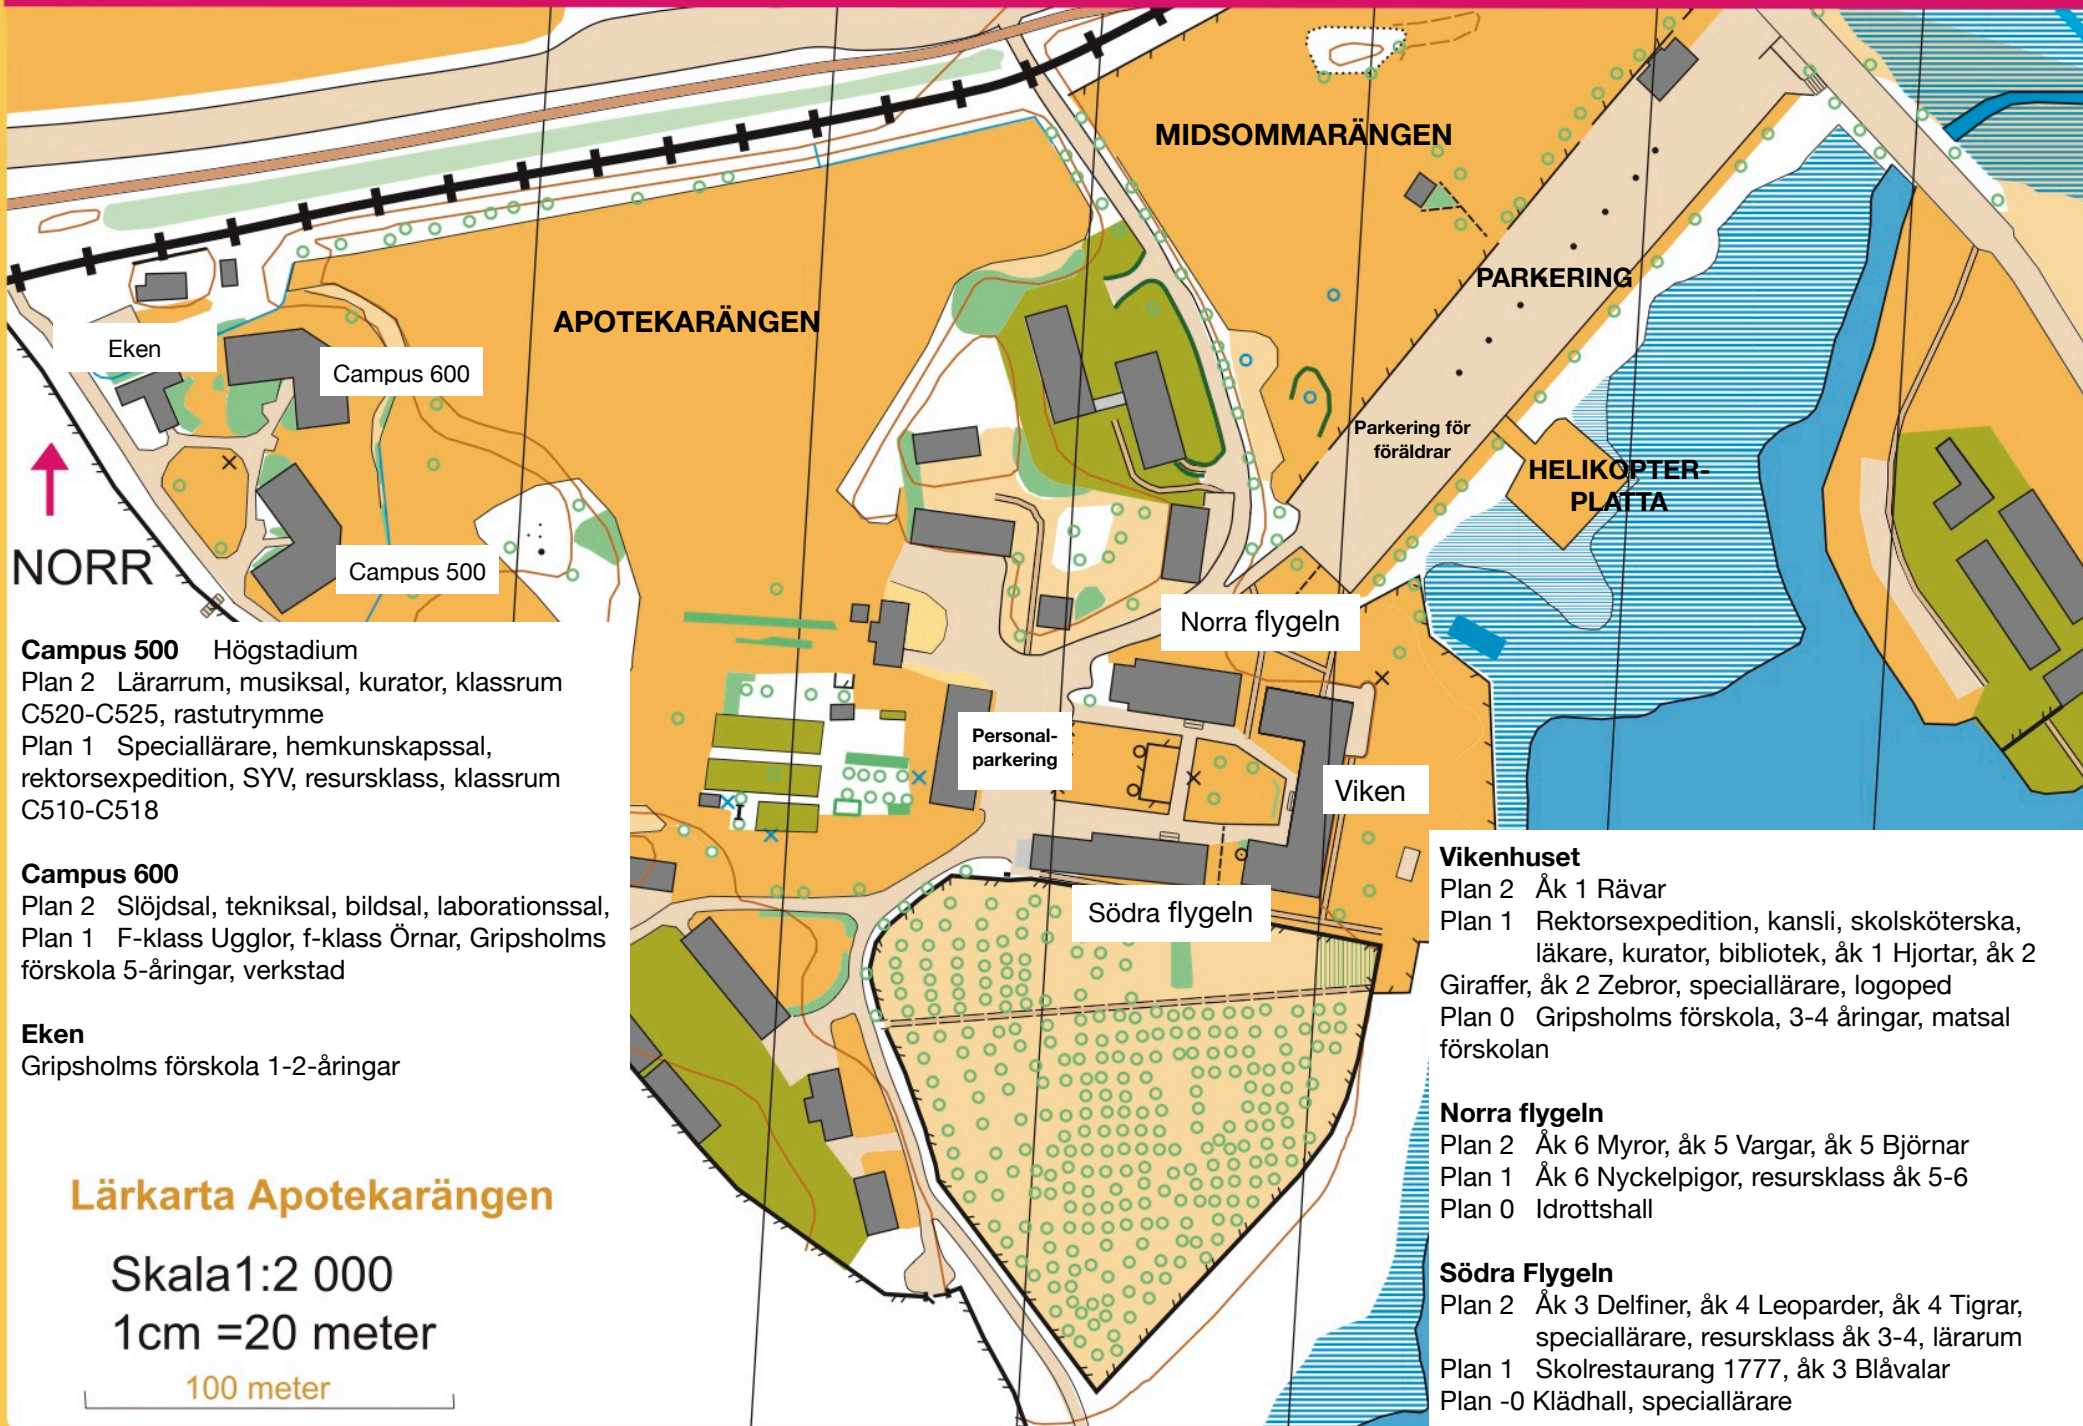 MIDSOMMARÄNGEN
PARKERING
APOTEKARÄNGEN
Eken
Campus 600
Parkering för
föräldrar
HELIKOPTER-
PLATTA
NORR
Campus 500
Norra flygeln
Personal-
parkering
Viken
Södra flygeln
Campus 500 Högstadium
Plan 2 Lärarrum, musiksal, kurator, klassrum
C520-C525, rastutrymme
Plan 1 Speciallärare, hemkunskapssal,
rektorsexpedition, SYV, resursklass, klassrum
C510-C518
Campus 600
Plan 2 Slöjdsal, tekniksal, bildsal, laborationssal,
Plan 1 F-klass Ugglor, f-klass Örnar, Gripsholms
förskola 5-åringar, verkstad
Eken
Gripsholms förskola 1-2-åringar
Lärkarta Apotekarängen
Skala1:2 000
1cm =20 meter
100 meter
Vikenhuset
Plan 2 Åk 1 Rävar
Plan 1 Rektorsexpedition, kansli, skolsköterska,
läkare, kurator, bibliotek, åk 1 Hjortar, åk 2
Giraffer, åk 2 Zebror, speciallärare, logoped
Plan 0 Gripsholms förskola, 3-4 åringar, matsal
förskolan
Norra flygeln
Plan 2 Åk 6 Myror, åk 5 Vargar, åk 5 Björnar
Plan 1 Åk 6 Nyckelpigor, resursklass åk 5-6
Plan 0 Idrottshall
Södra Flygeln
Plan 2 Åk 3 Delfiner, åk 4 Leoparder, åk 4 Tigrar,
speciallärare, resursklass åk 3-4, lärarum
Plan 1 Skolrestaurang 1777, åk 3 Blåvalar
Plan -0 Klädhall, speciallärare